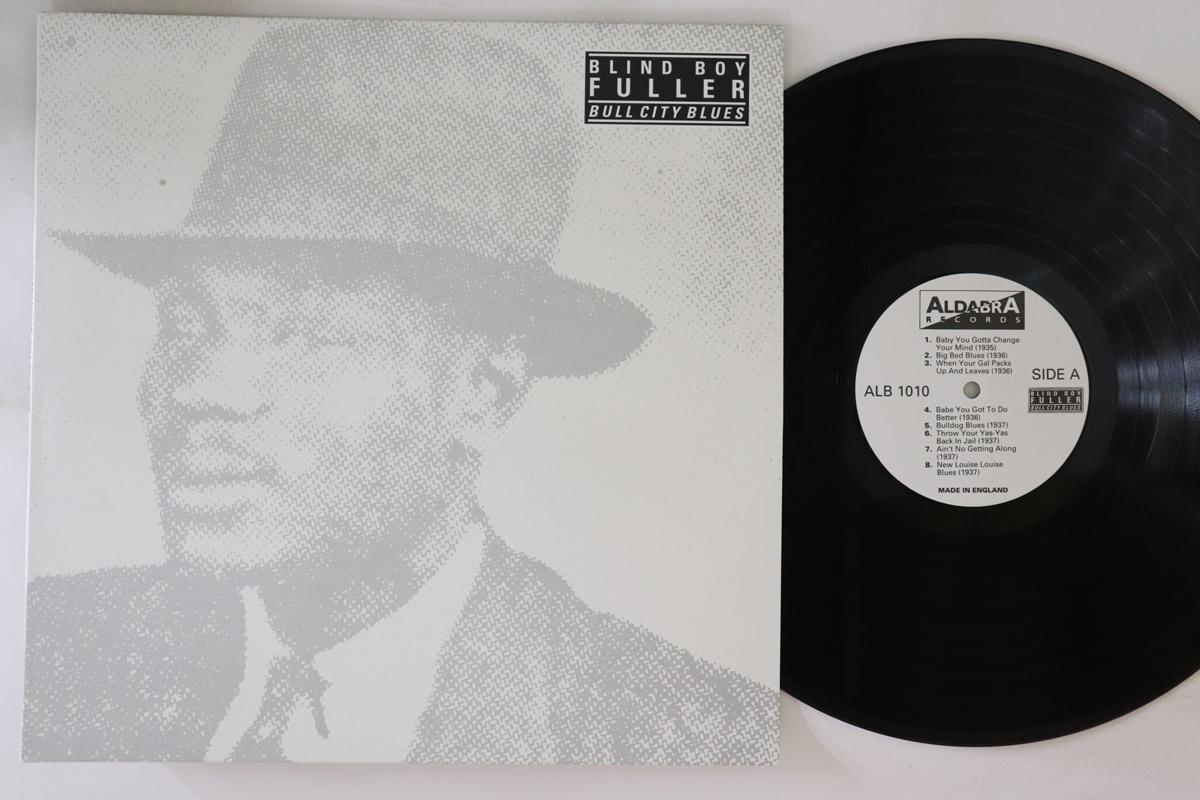 BLIND BOY
FULLER
BULL CITY BLUES
ALDABRA
RECORDS
1. Baby You Gotta Change
Your Mind (1935)
2. Big Bed Blues (1936)
3. When Your Gal Packs
Up And Leaves (1936)
SIDE A
ALB 1010
BLIND BOY
FULLER
BULL CITY BLUES
4. Babe You Got To Do
Better (1936)
5. Bulldog Blues (1937)
6. Throw Your Yas-Yas
Back In Jail (1937)
7. Ain't No Getting Along
(1937)
8. New Louise Louise
Blues (1937)
MADE IN ENGLAND